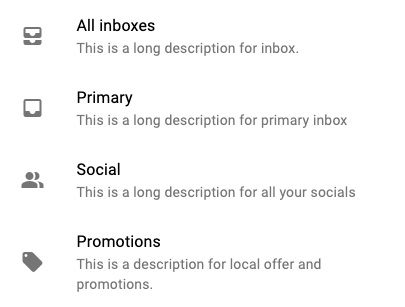 All inboxes
This is a long description for inbox.
Primary
This is a long description for primary inbox
Social
This is a long description for all your socials
Promotions
This is a description for local offer and
promotions.